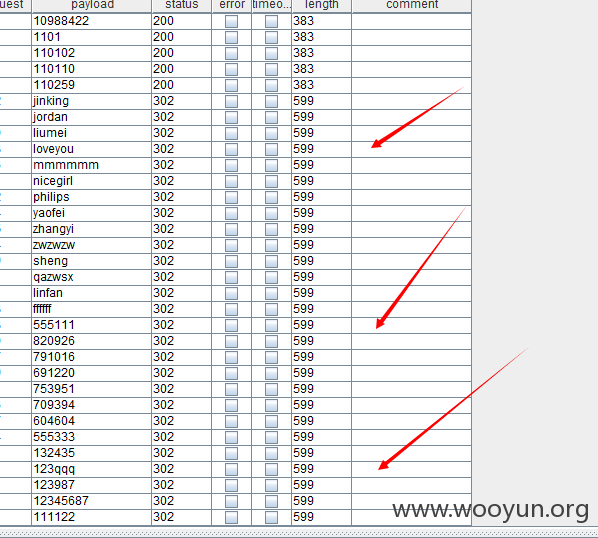 uest payload status error timeo... length comment
10988422 200 383
1101 200 383
110102 200 383
110110 200 383
110259 200 383
jinking 302 599
jordan 302 599
liumei 302 599
loveyou 302 599
mmmmmm 302 599
nicegirl 302 599
philips 302 599
yaofei 302 599
zhangyi 302 599
zwzwzw 302 599
sheng 302 599
qazwsx 302 599
linfan 302 599
ffffff 302 599
555111 302 599
820926 302 599
791016 302 599
691220 302 599
753951 302 599
709394 302 599
604604 302 599
555333 302 599
132435 302 599
123qqq 302 599
123987 302 599
12345687 302 599
111122 302 599
www.wooyun.org